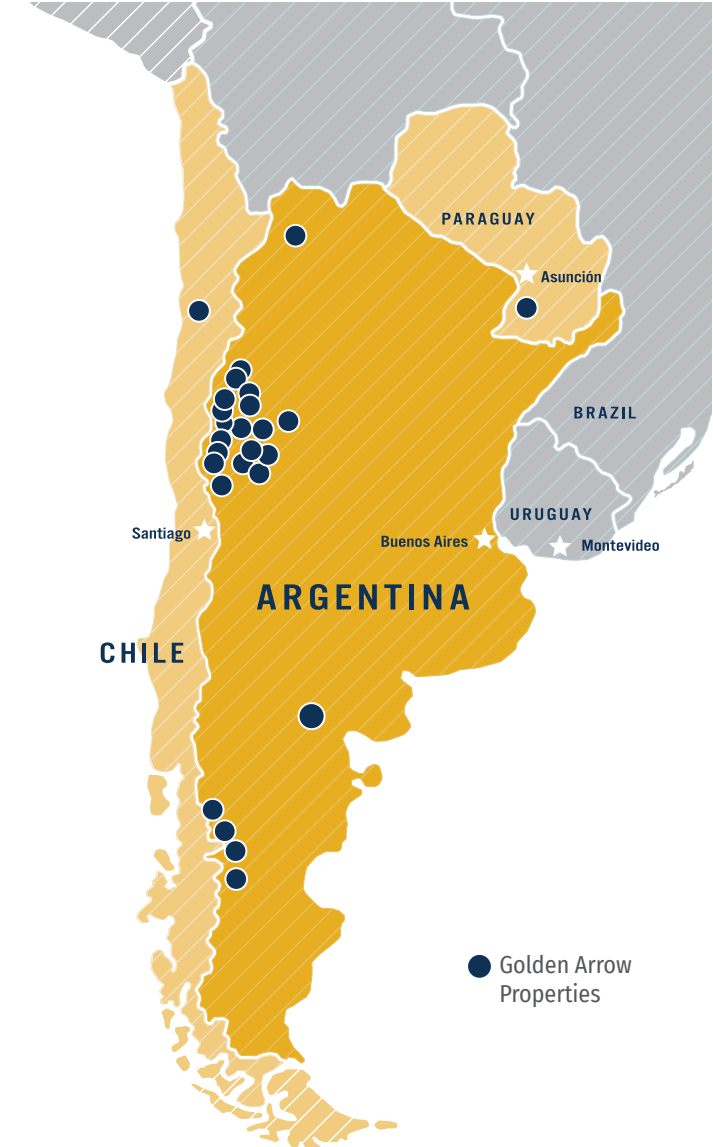 PARAGUAY
Asunción
BRAZIL
URUGUAY
Santiago
Buenos Aires
Montevideo
ARGENTINA
CHILE
Golden Arrow
Properties